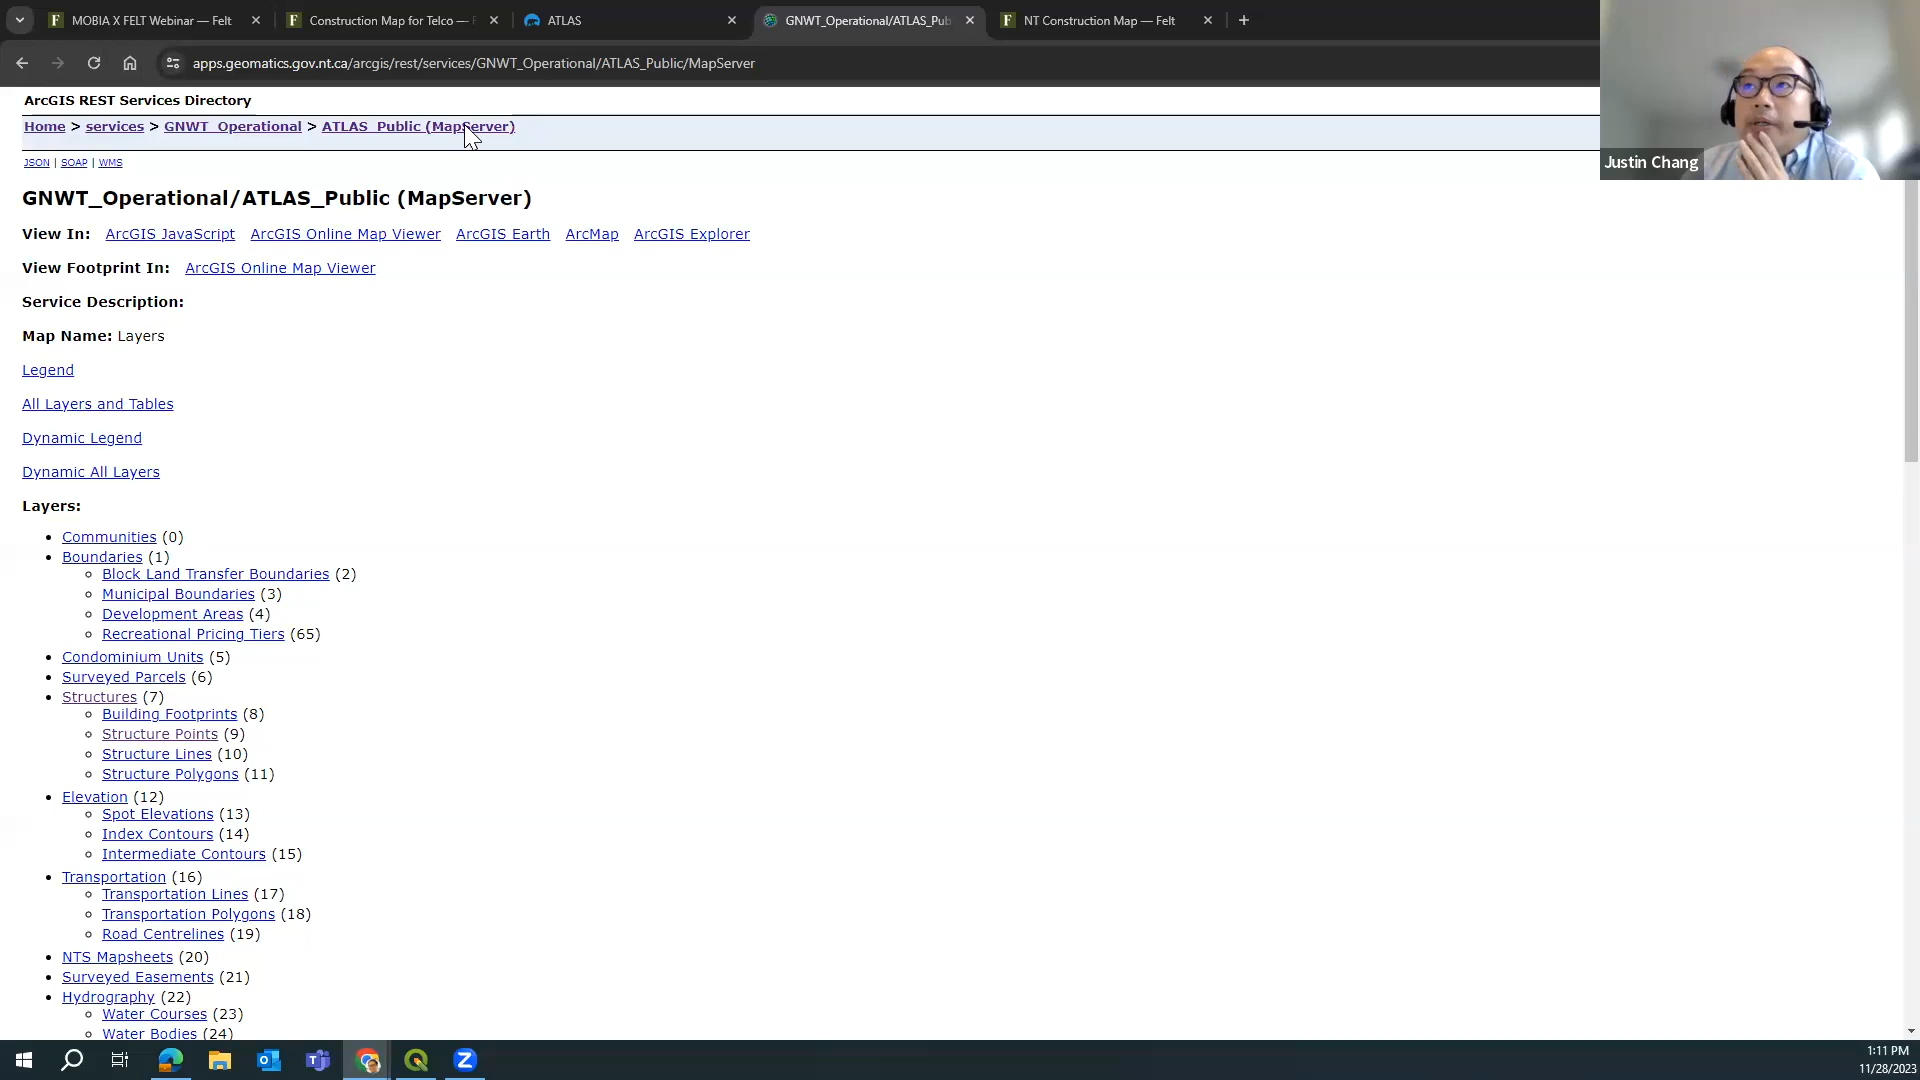 MOBIA X FELT Webinar — Felt
Construction Map for Telco —
ATLAS
GNWT_Operational/ATLAS_Pub
NT Construction Map — Felt
apps.geomatics.gov.nt.ca/arcgis/rest/services/GNWT_Operational/ATLAS_Public/MapServer
ArcGIS REST Services Directory
Home > services > GNWT_Operational > ATLAS_Public (MapServer)
JSON | SOAP | WMS
GNWT_Operational/ATLAS_Public (MapServer)
View In: ArcGIS JavaScript ArcGIS Online Map Viewer ArcGIS Earth ArcMap ArcGIS Explorer
View Footprint In: ArcGIS Online Map Viewer
Service Description:
Map Name: Layers
Legend
All Layers and Tables
Dynamic Legend
Dynamic All Layers
Layers:
Communities (0)
Boundaries (1)
Block Land Transfer Boundaries (2)
Municipal Boundaries (3)
Development Areas (4)
Recreational Pricing Tiers (65)
Condominium Units (5)
Surveyed Parcels (6)
Structures (7)
Building Footprints (8)
Structure Points (9)
Structure Lines (10)
Structure Polygons (11)
Elevation (12)
Spot Elevations (13)
Index Contours (14)
Intermediate Contours (15)
Transportation (16)
Transportation Lines (17)
Transportation Polygons (18)
Road Centrelines (19)
NTS Mapsheets (20)
Surveyed Easements (21)
Hydrography (22)
Water Courses (23)
Water Bodies (24)
Justin Chang
1:11 PM
11/28/2023